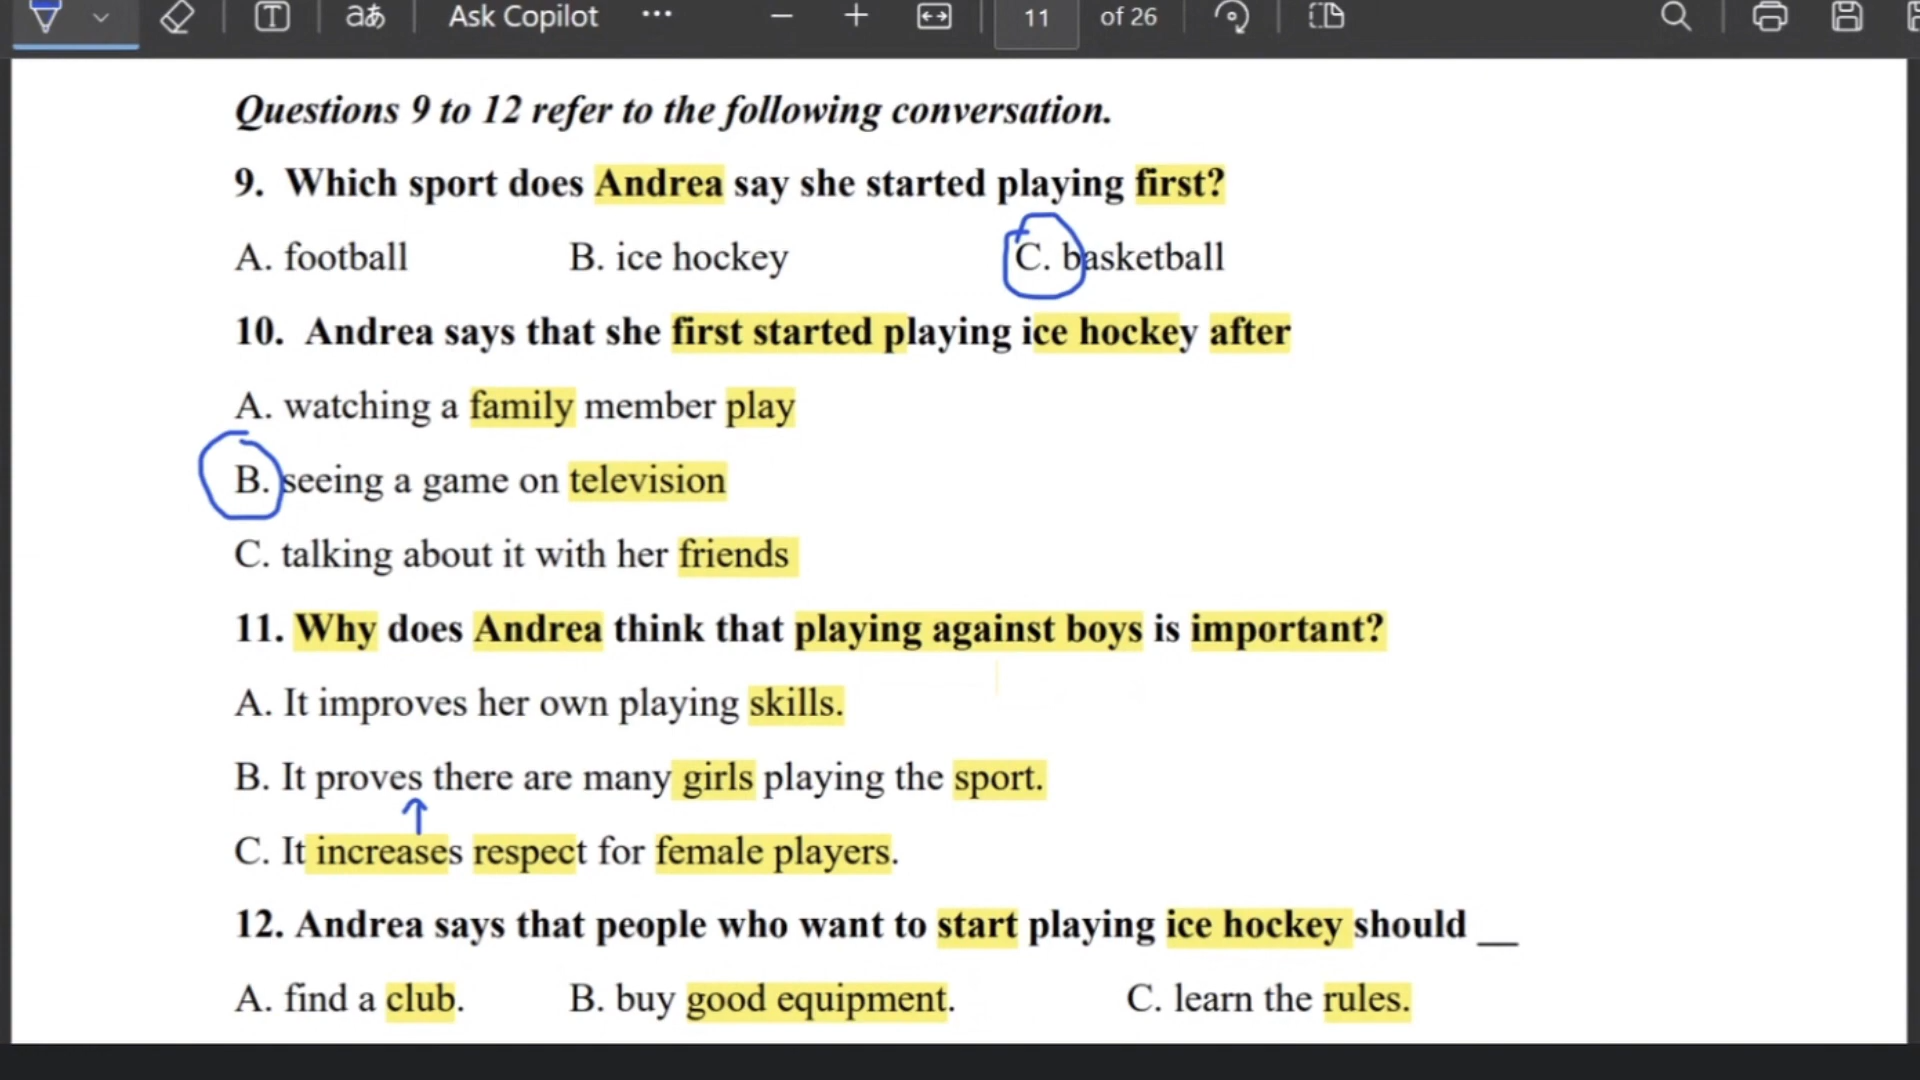 aあ Ask Copilot ... 11 of 26
Questions 9 to 12 refer to the following conversation.
9. Which sport does Andrea say she started playing first?
A. football B. ice hockey C. basketball
10. Andrea says that she first started playing ice hockey after
A. watching a family member play
B. seeing a game on television
C. talking about it with her friends
11. Why does Andrea think that playing against boys is important?
A. It improves her own playing skills.
B. It proves there are many girls playing the sport.
C. It increases respect for female players.
12. Andrea says that people who want to start playing ice hockey should __
A. find a club. B. buy good equipment. C. learn the rules.